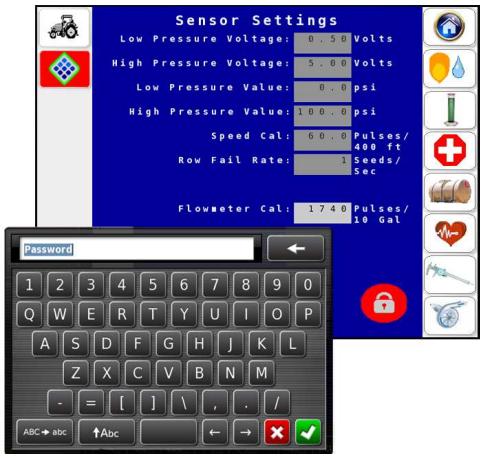 Sensor Settings
Low Pressure Voltage: 0.50 Volts
High Pressure Voltage: 5.00 Volts
Low Pressure Value: 0.0 psi
High Pressure Value: 100.0 psi
Speed Cal: 60.0 Pulses/
400 ft
Row Fail Rate: 1 Seeds/
Sec
Flowmeter Cal: 1740 Pulses/
10 Gal
Password
1 2 3 4 5 6 7 8 9 0
Q W E R T Y U I O P
A S D F G H J K L
Z X C V B N M
- = [ ] \ , . /
ABC→abc ↑Abc ← →